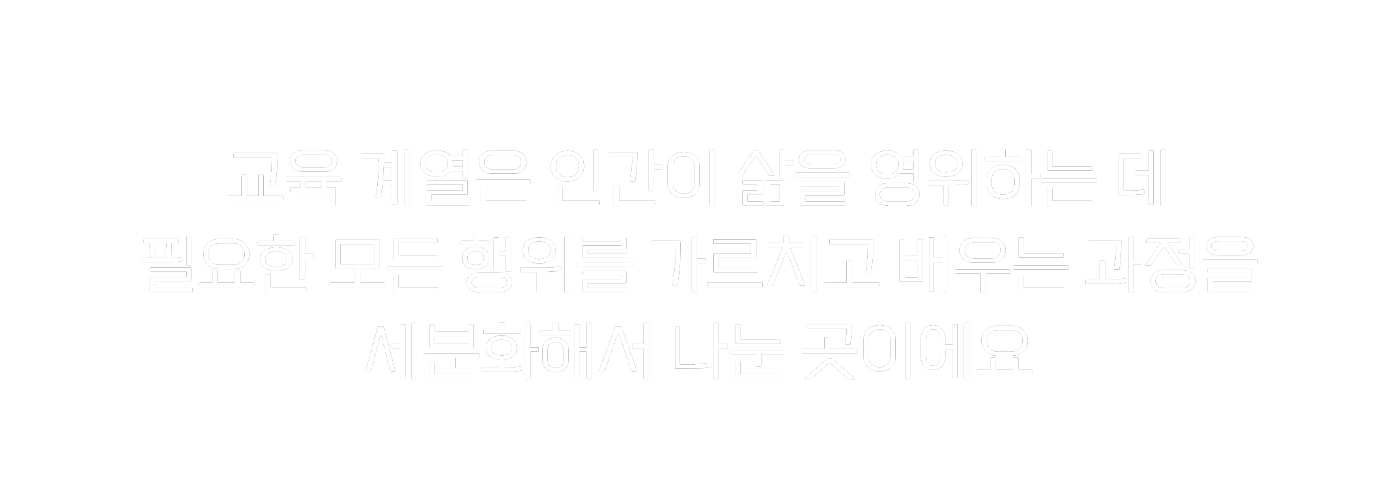 교육 계열은 인간이 삶을 영위하는 데
필요한 모든 행위를 가르치고 배우는 과정을
세분화해서 나눈 곳이에요